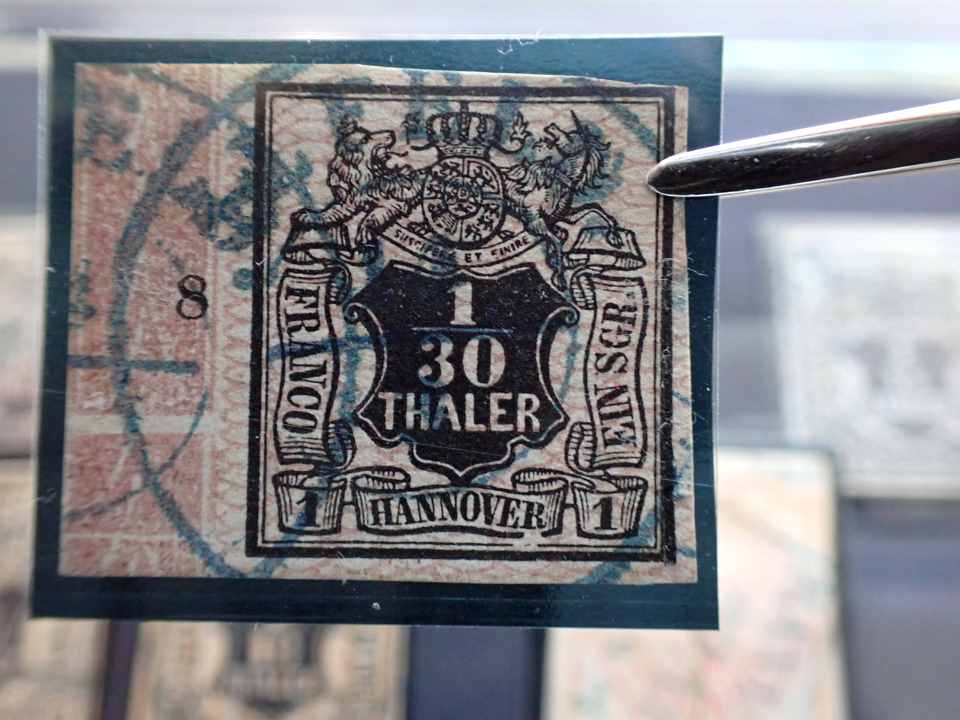 SUSCIPERE ET FINIRE
8
FRANCO
1
30
THALER
EIN SGR.
1
HANNOVER
1